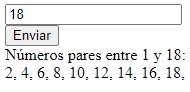 18
Enviar
Números pares entre 1 y 18:
2, 4, 6, 8, 10, 12, 14, 16, 18,